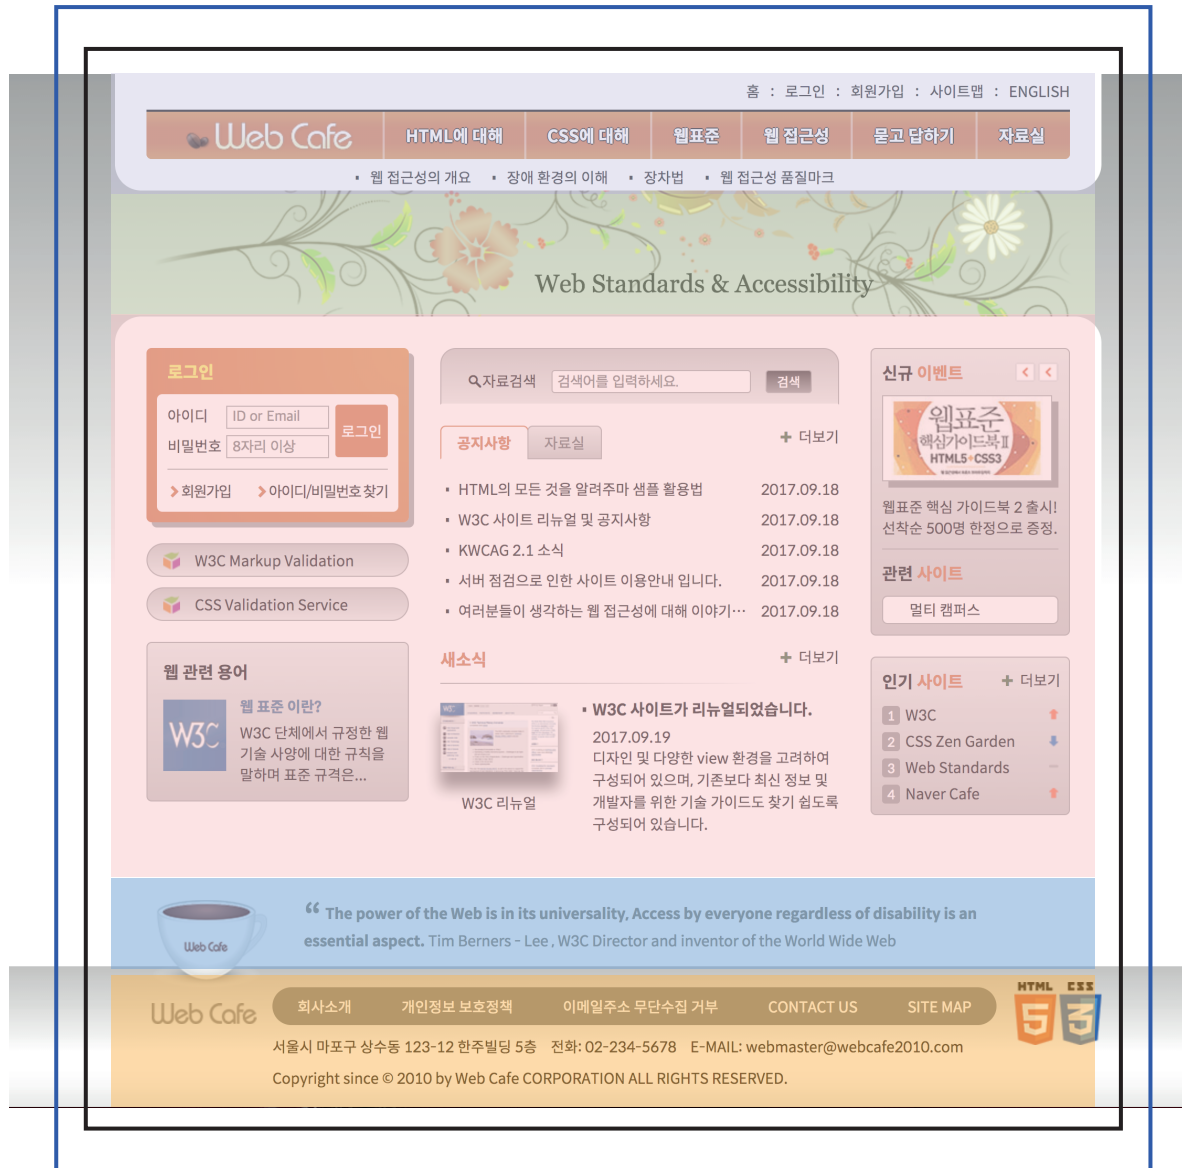 홈 : 로그인 : 회원가입 : 사이트맵 : ENGLISH
Web Cafe HTML에 대해 CSS에 대해 웹표준 웹 접근성 묻고 답하기 자료실
▪ 웹 접근성의 개요 ▪ 장애 환경의 이해 ▪ 장차법 ▪ 웹 접근성 품질마크
Web Standards & Accessibility
로그인
아이디 ID or Email
비밀번호 8자리 이상
로그인
회원가입 아이디/비밀번호 찾기
W3C Markup Validation
CSS Validation Service
웹 관련 용어
W3C
웹 표준 이란?
W3C 단체에서 규정한 웹
기술 사양에 대한 규칙을
말하며 표준 규격은...
자료검색 검색어를 입력하세요. 검색
공지사항 자료실 + 더보기
▪ HTML의 모든 것을 알려주마 샘플 활용법 2017.09.18
▪ W3C 사이트 리뉴얼 및 공지사항 2017.09.18
▪ KWCAG 2.1 소식 2017.09.18
▪ 서버 점검으로 인한 사이트 이용안내 입니다. 2017.09.18
▪ 여러분들이 생각하는 웹 접근성에 대해 이야기… 2017.09.18
새소식 + 더보기
W3C 리뉴얼
▪ W3C 사이트가 리뉴얼되었습니다.
2017.09.19
디자인 및 다양한 view 환경을 고려하여
구성되어 있으며, 기존보다 최신 정보 및
개발자를 위한 기술 가이드도 찾기 쉽도록
구성되어 있습니다.
신규 이벤트
웹표준
핵심가이드북 II
HTML5+CSS3
웹표준 핵심 가이드북 2 출시!
선착순 500명 한정으로 증정.
관련 사이트
멀티 캠퍼스
인기 사이트 + 더보기
1 W3C
2 CSS Zen Garden
3 Web Standards
4 Naver Cafe
Web Cafe
“ The power of the Web is in its universality, Access by everyone regardless of disability is an
essential aspect. Tim Berners - Lee , W3C Director and inventor of the World Wide Web
Web Cafe
회사소개 개인정보 보호정책 이메일주소 무단수집 거부 CONTACT US SITE MAP
HTML 5 CSS 3
서울시 마포구 상수동 123-12 한주빌딩 5층 전화: 02-234-5678 E-MAIL: webmaster@webcafe2010.com
Copyright since © 2010 by Web Cafe CORPORATION ALL RIGHTS RESERVED.